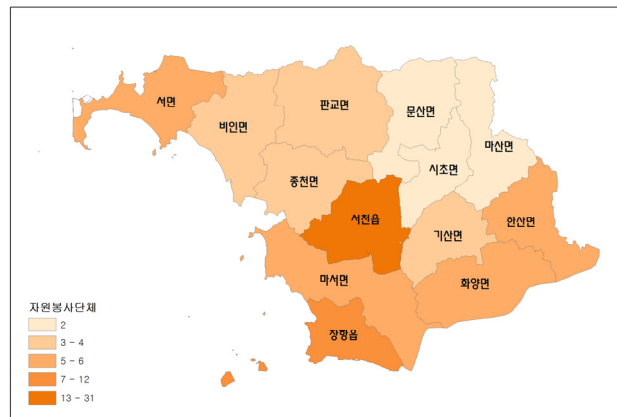 서면
비인면
판교면
문산면
마산면
시초면
종천면
서천읍
기산면
한산면
마서면
화양면
장항읍
자원봉사단체
2
3 - 4
5 - 6
7 - 12
13 - 31